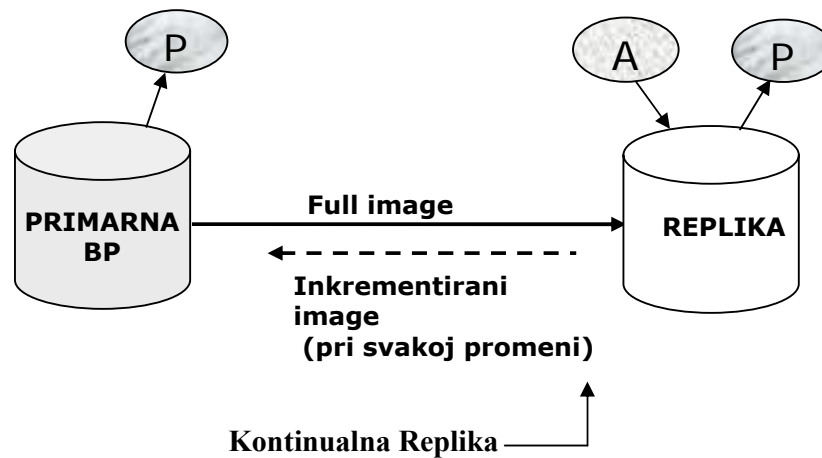 P
A
P
PRIMARNA
BP
Full image
REPLIKA
Inkrementirani
image
(pri svakoj promeni)
Kontinualna Replika